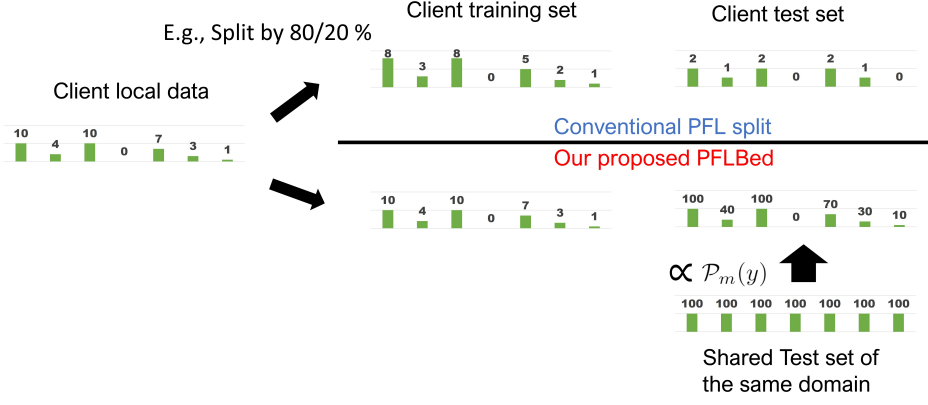 Client training set
Client test set
E.g., Split by 80/20 %
8 3 8 0 5 2 1
2 1 2 0 2 1 0
Client local data
10 4 10 0 7 3 1
Conventional PFL split
Our proposed PFLBed
10 4 10 0 7 3 1
100 40 100 0 70 30 10
∝ 𝒫m(y)
100 100 100 100 100 100 100
Shared Test set of
the same domain